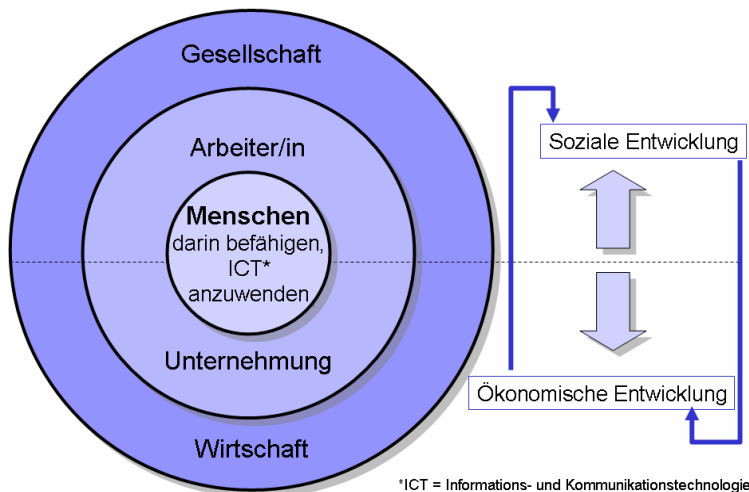 Gesellschaft
Arbeiter/in
Menschen
darin befähigen,
ICT*
anzuwenden
Unternehmung
Wirtschaft
Soziale Entwicklung
Ökonomische Entwicklung
*ICT = Informations- und Kommunikationstechnologie